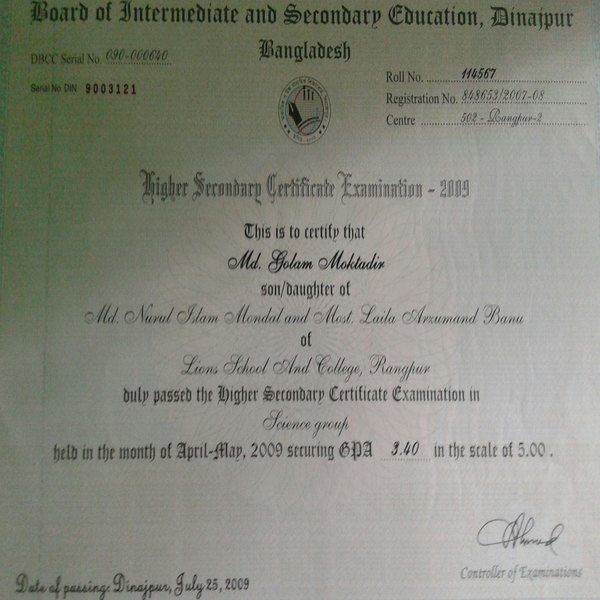 Board of Intermediate and Secondary Education, Dinajpur
Bangladesh
DBCC Serial No. 090-000640
Serial No DIN 9003121
Roll No. 114567
Registration No. 848653/2007-08
Centre 502 - Rangpur-2
Higher Secondary Certificate Examination - 2009
This is to certify that
Md. Golam Moktadir
son/daughter of
Md. Nurul Islam Mondal and Most. Laila Arzumand Banu
of
Lions School And College, Rangpur
duly passed the Higher Secondary Certificate Examination in
Science group
held in the month of April-May, 2009 securing GPA 3.40 in the scale of 5.00 .
Controller of Examinations
Date of passing: Dinajpur, July 25, 2009